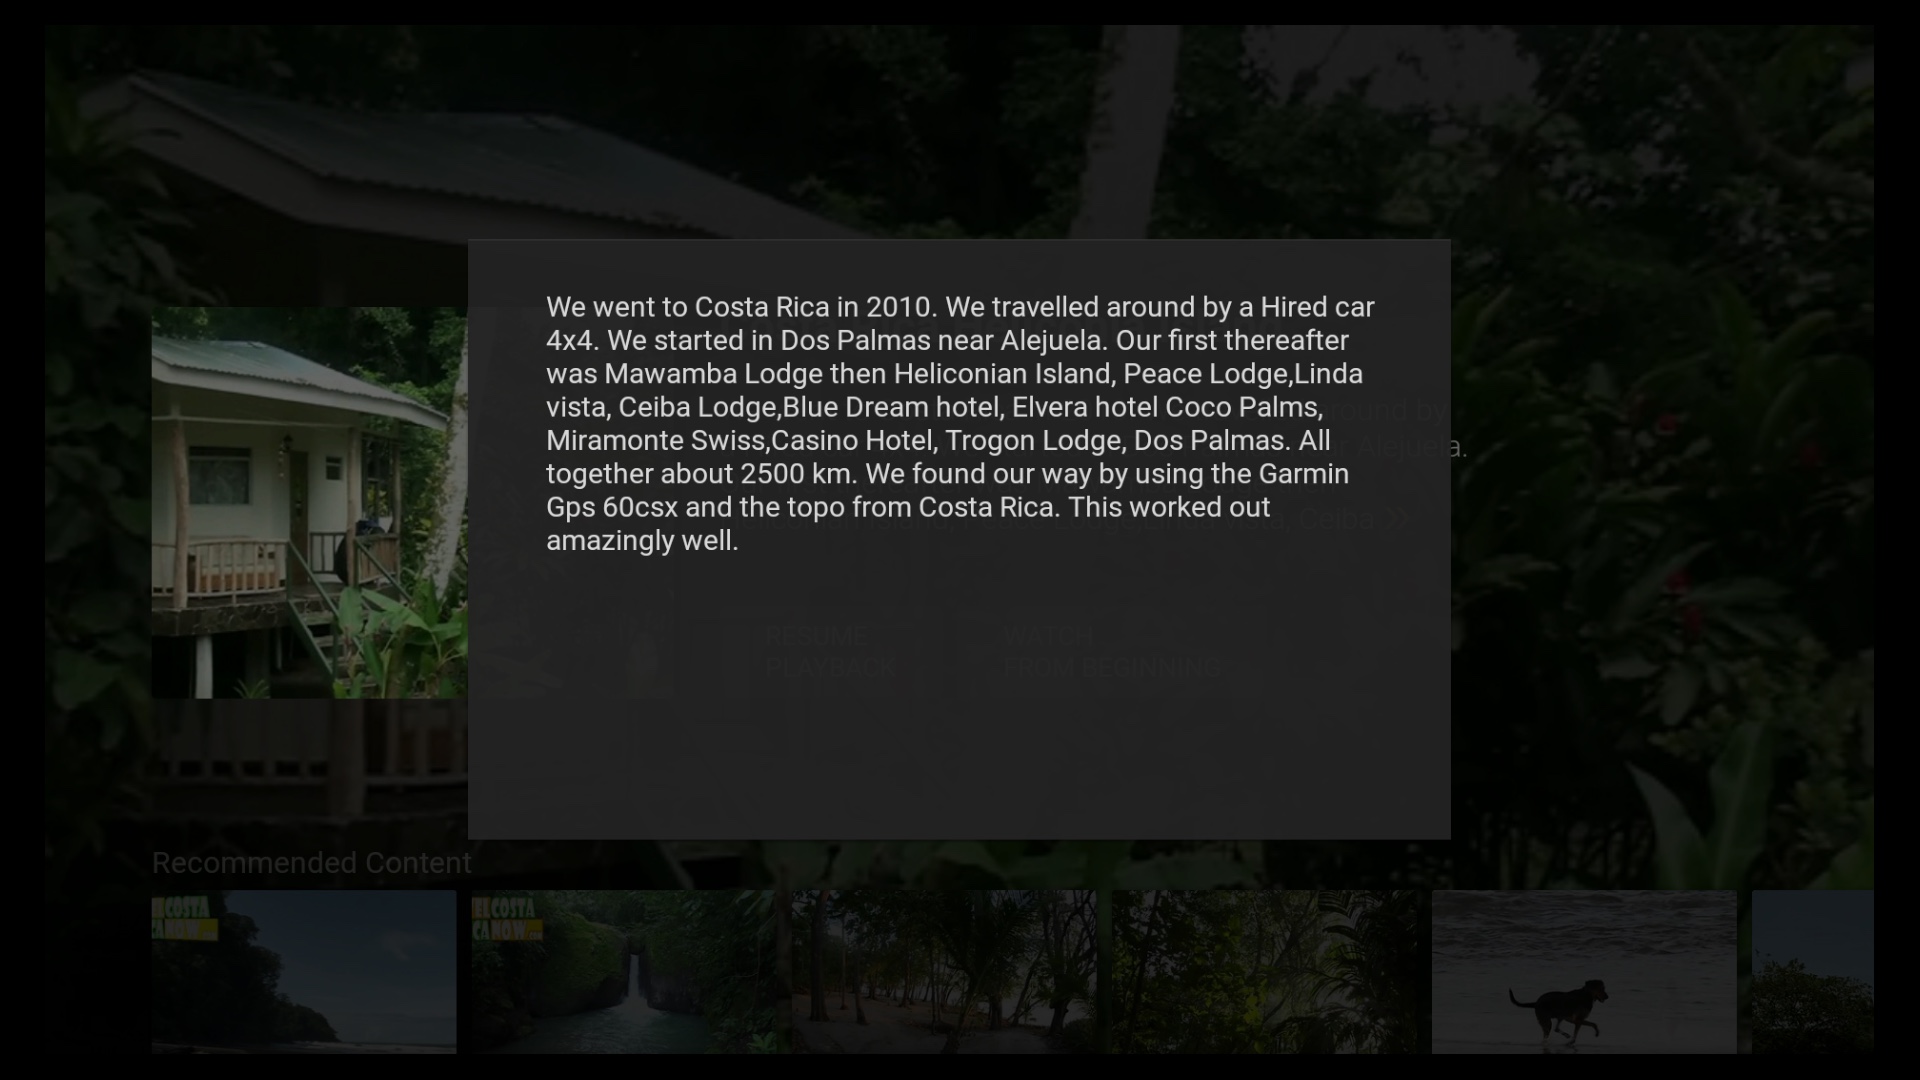 We went to Costa Rica in 2010. We travelled around by a Hired car
4x4. We started in Dos Palmas near Alejuela. Our first thereafter
was Mawamba Lodge then Heliconian Island, Peace Lodge,Linda
vista, Ceiba Lodge,Blue Dream hotel, Elvera hotel Coco Palms,
Miramonte Swiss,Casino Hotel, Trogon Lodge, Dos Palmas. All
together about 2500 km. We found our way by using the Garmin
Gps 60csx and the topo from Costa Rica. This worked out
amazingly well.
RESUME
PLAYBACK
WATCH
FROM BEGINNING
Recommended Content